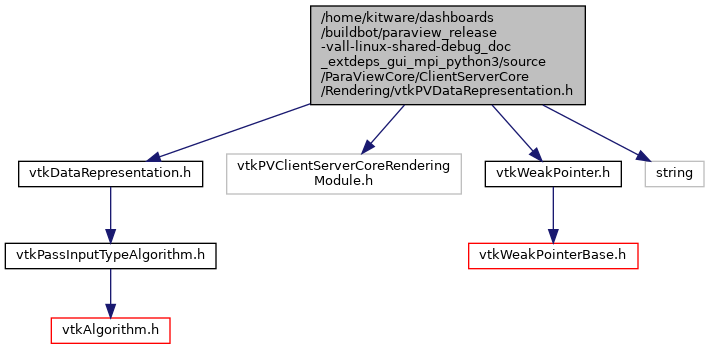 /home/kitware/dashboards
/buildbot/paraview_release
-vall-linux-shared-debug_doc
_extdeps_gui_mpi_python3/source
/ParaViewCore/ClientServerCore
/Rendering/vtkPVDataRepresentation.h
vtkDataRepresentation.h
vtkPVClientServerCoreRendering
Module.h
vtkWeakPointer.h
string
vtkPassInputTypeAlgorithm.h
vtkWeakPointerBase.h
vtkAlgorithm.h